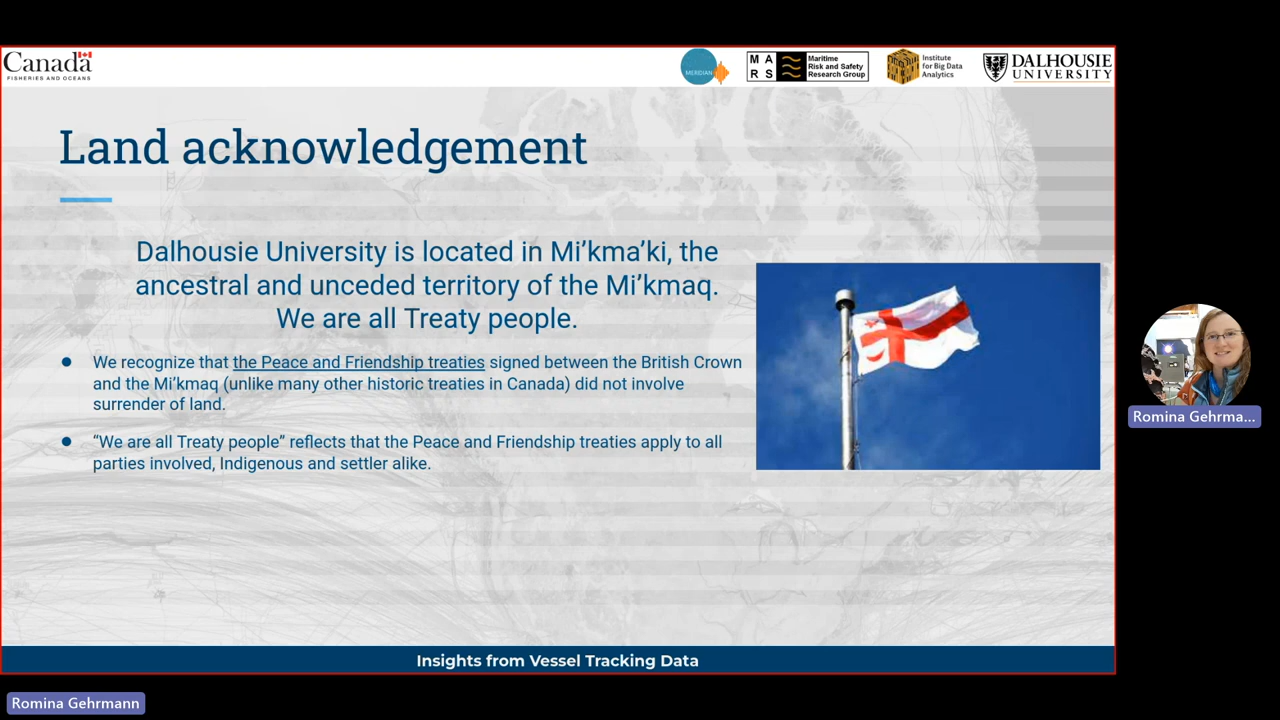 Canada
FISHERIES AND OCEANS
MERIDIAN
M A
R S
Maritime
Risk and Safety
Research Group
Institute
for Big Data
Analytics
DALHOUSIE
UNIVERSITY
Land acknowledgement
Dalhousie University is located in Mi’kma’ki, the
ancestral and unceded territory of the Mi’kmaq.
We are all Treaty people.
● We recognize that the Peace and Friendship treaties signed between the British Crown
and the Mi’kmaq (unlike many other historic treaties in Canada) did not involve
surrender of land.
● “We are all Treaty people” reflects that the Peace and Friendship treaties apply to all
parties involved, Indigenous and settler alike.
Romina Gehrma...
Insights from Vessel Tracking Data
Romina Gehrmann